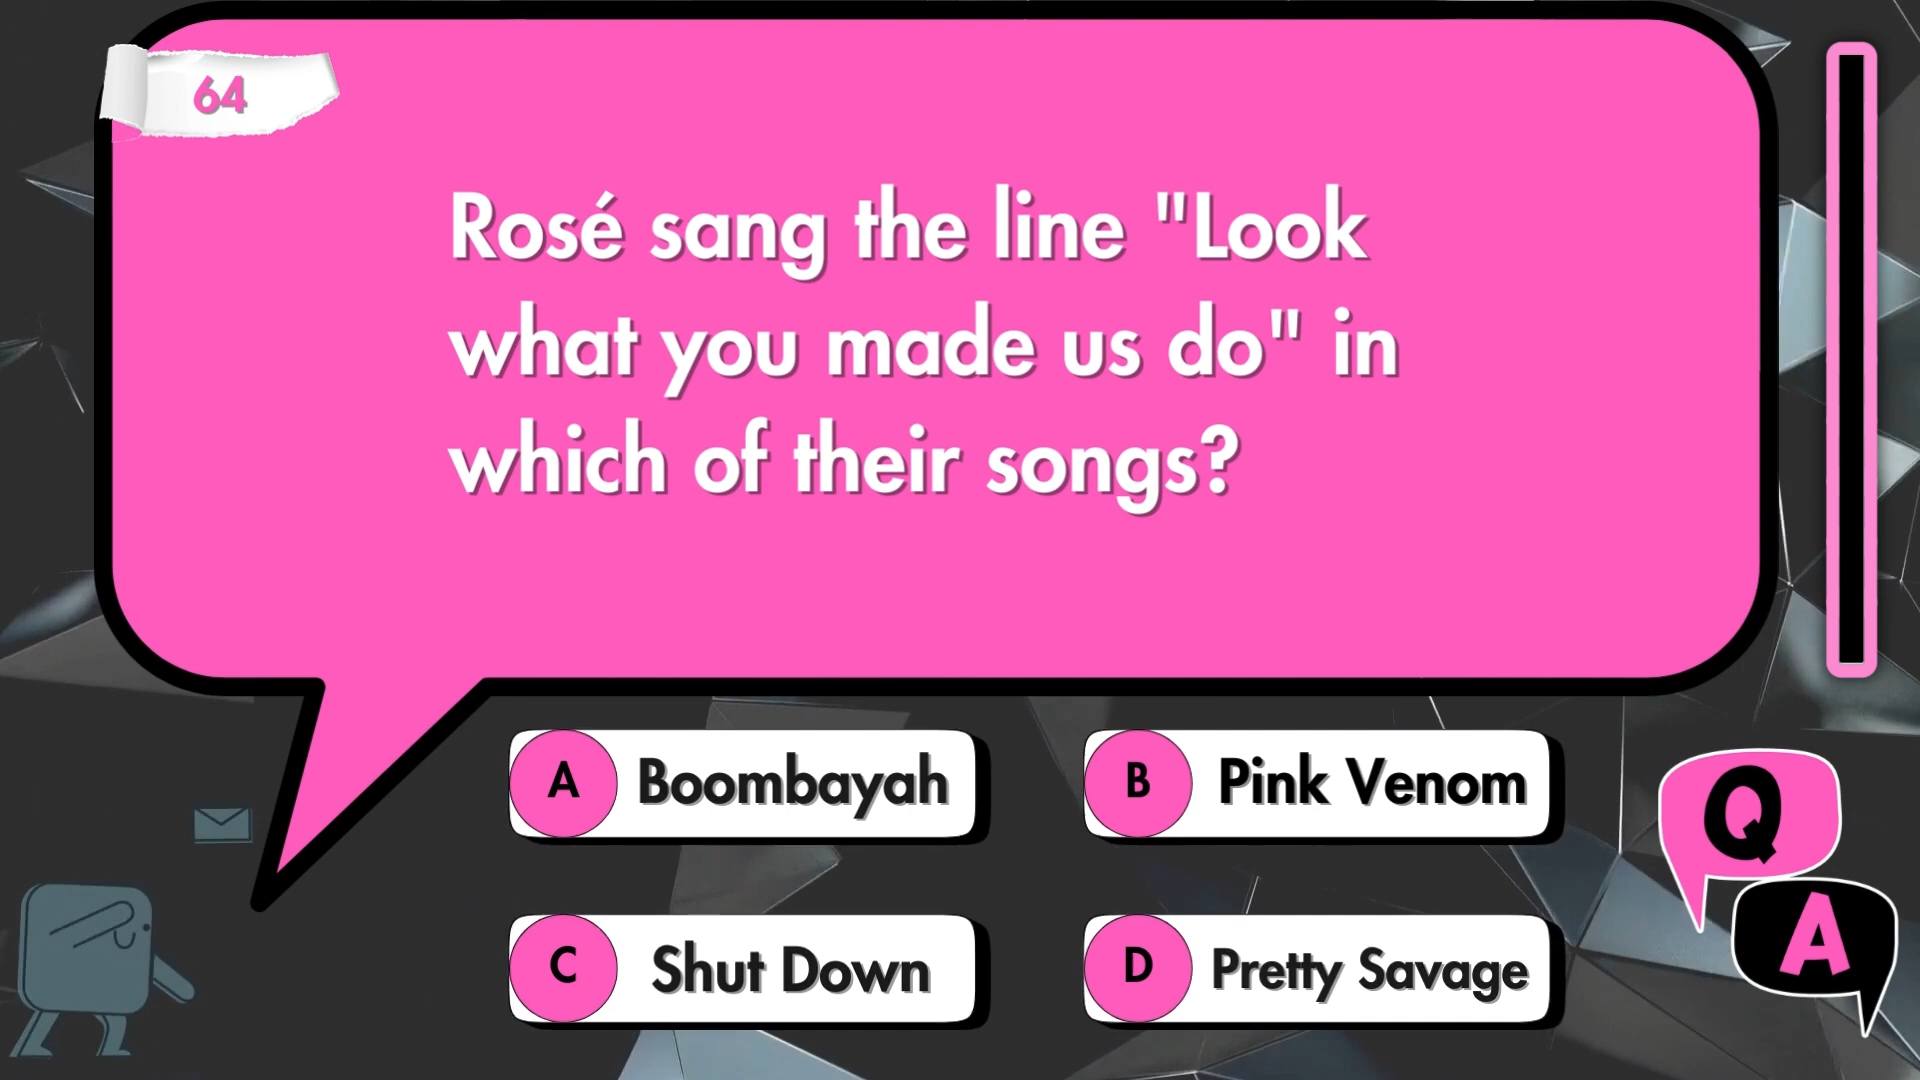 64
Rosé sang the line "Look
what you made us do" in
which of their songs?
A Boombayah
B Pink Venom
C Shut Down
D Pretty Savage
Q
A